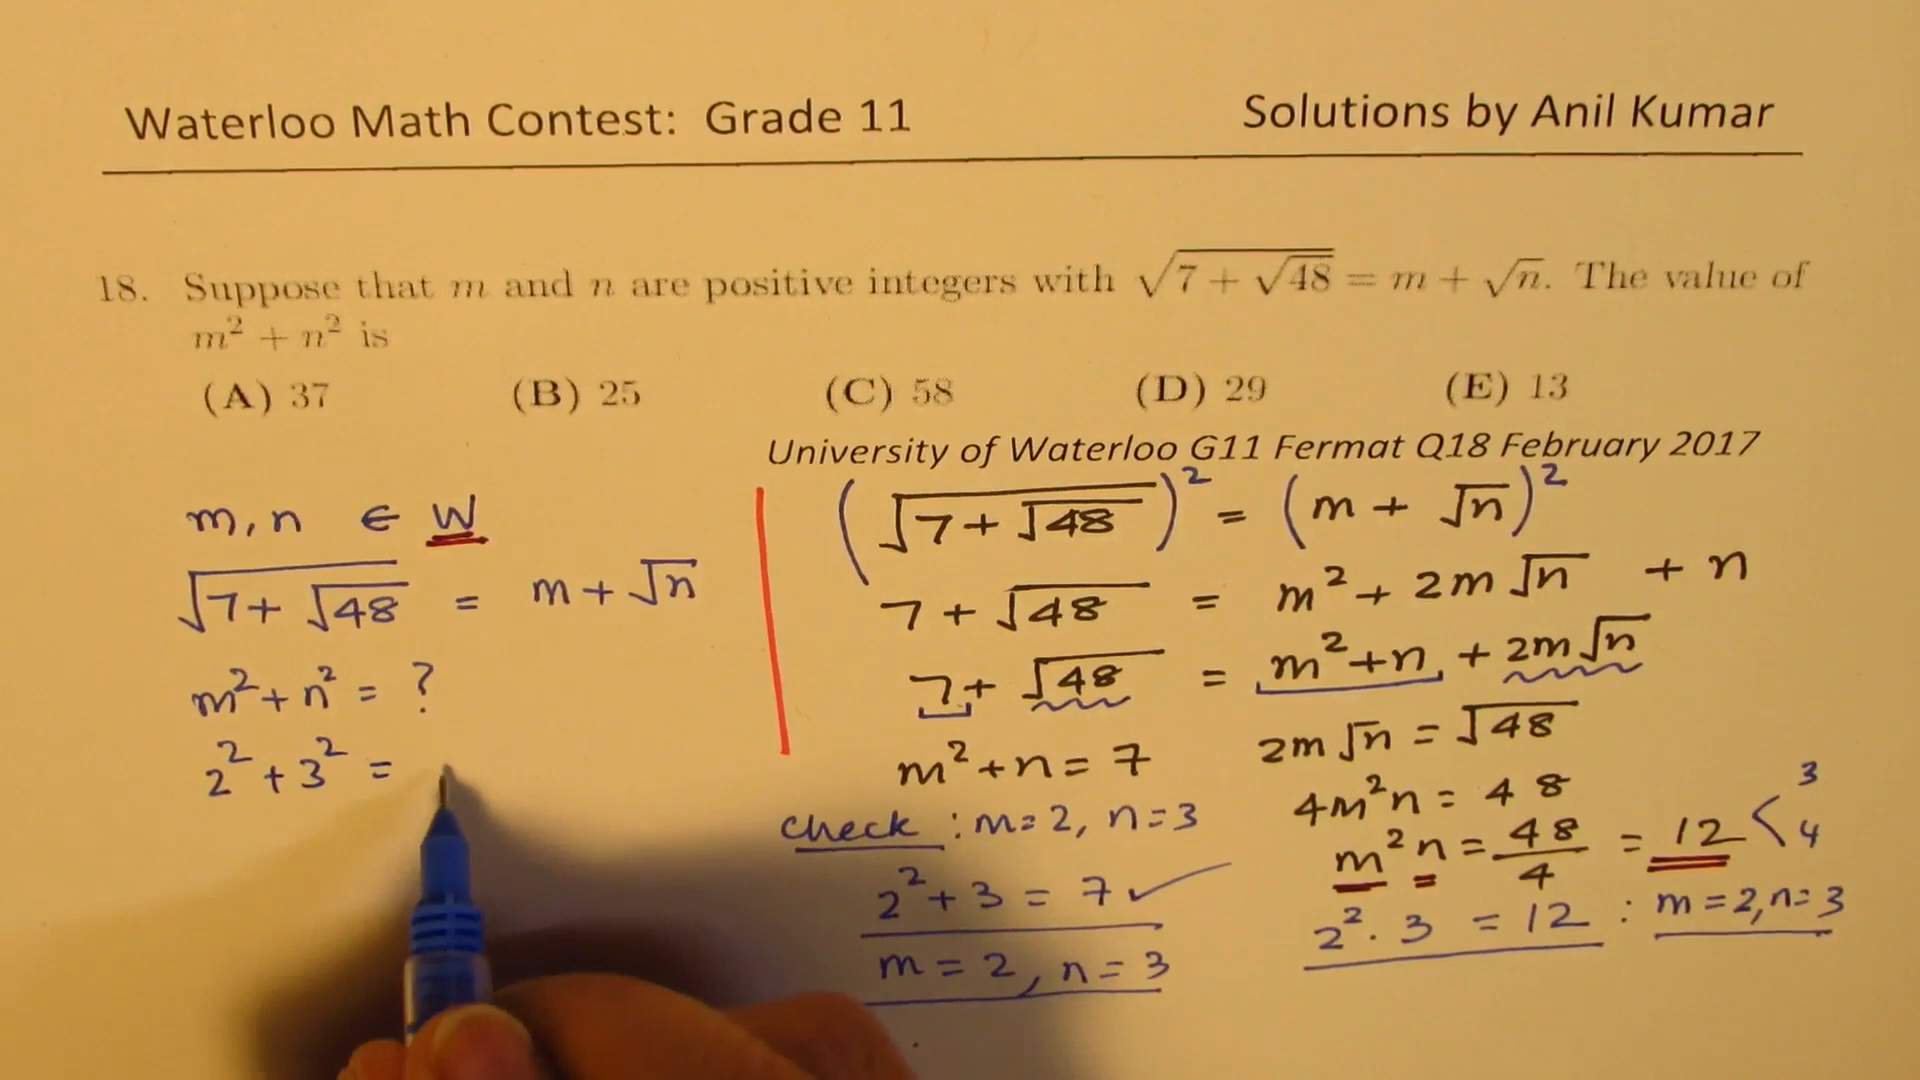 Waterloo Math Contest: Grade 11
Solutions by Anil Kumar
18. Suppose that m and n are positive integers with √(7 + √48) = m + √n. The value of
m² + n² is
(A) 37 (B) 25 (C) 58 (D) 29 (E) 13
University of Waterloo G11 Fermat Q18 February 2017
m, n ∈ W
√(7 + √48) = m + √n
m² + n² = ?
2² + 3² =
(√(7 + √48))² = (m + √n)²
7 + √48 = m² + 2m√n + n
7 + √48 = m² + n + 2m√n
m² + n = 7
check : m = 2, n = 3
2² + 3 = 7 ✓
m = 2, n = 3
2m√n = √48
4m²n = 48
m²n = 48/4 = 12 < 3 4
2² · 3 = 12 : m = 2, n = 3